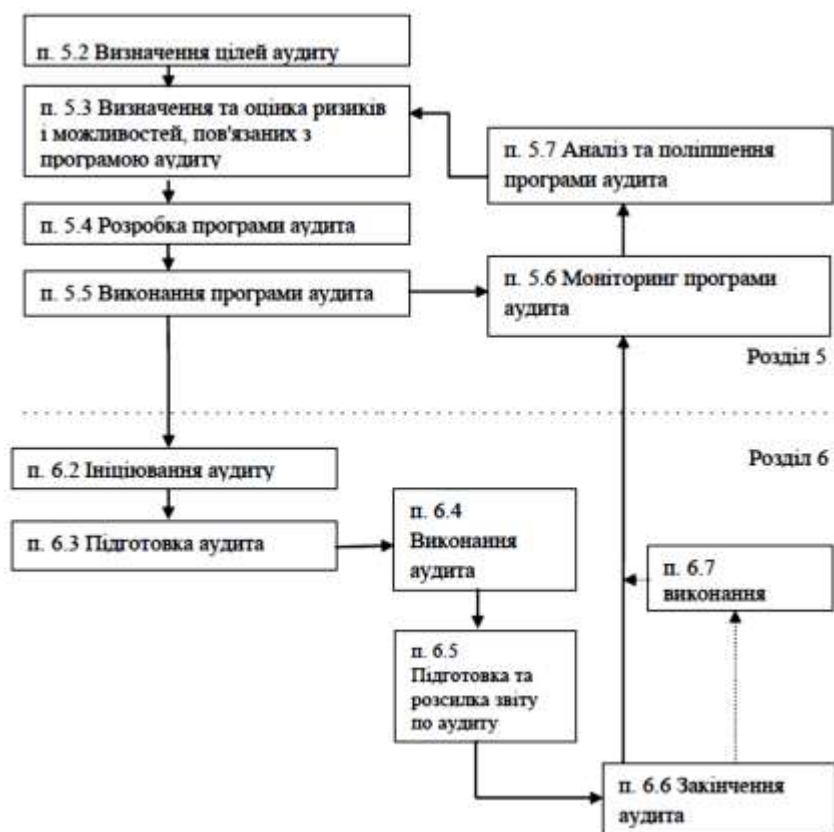 п. 5.2 Визначення цілей аудиту
п. 5.3 Визначення та оцінка ризиків
і можливостей, пов'язаних з
програмою аудиту
п. 5.7 Аналіз та поліпшення
програми аудита
п. 5.4 Розробка програми аудита
п. 5.5 Виконання програми аудита
п. 5.6 Моніторинг програми
аудита
Розділ 5
Розділ 6
п. 6.2 Ініціювання аудиту
п. 6.3 Підготовка аудита
п. 6.4
Виконання
аудита
п. 6.7
виконання
п. 6.5
Підготовка та
розсилка звіту
по аудиту
п. 6.6 Закінчення
аудита